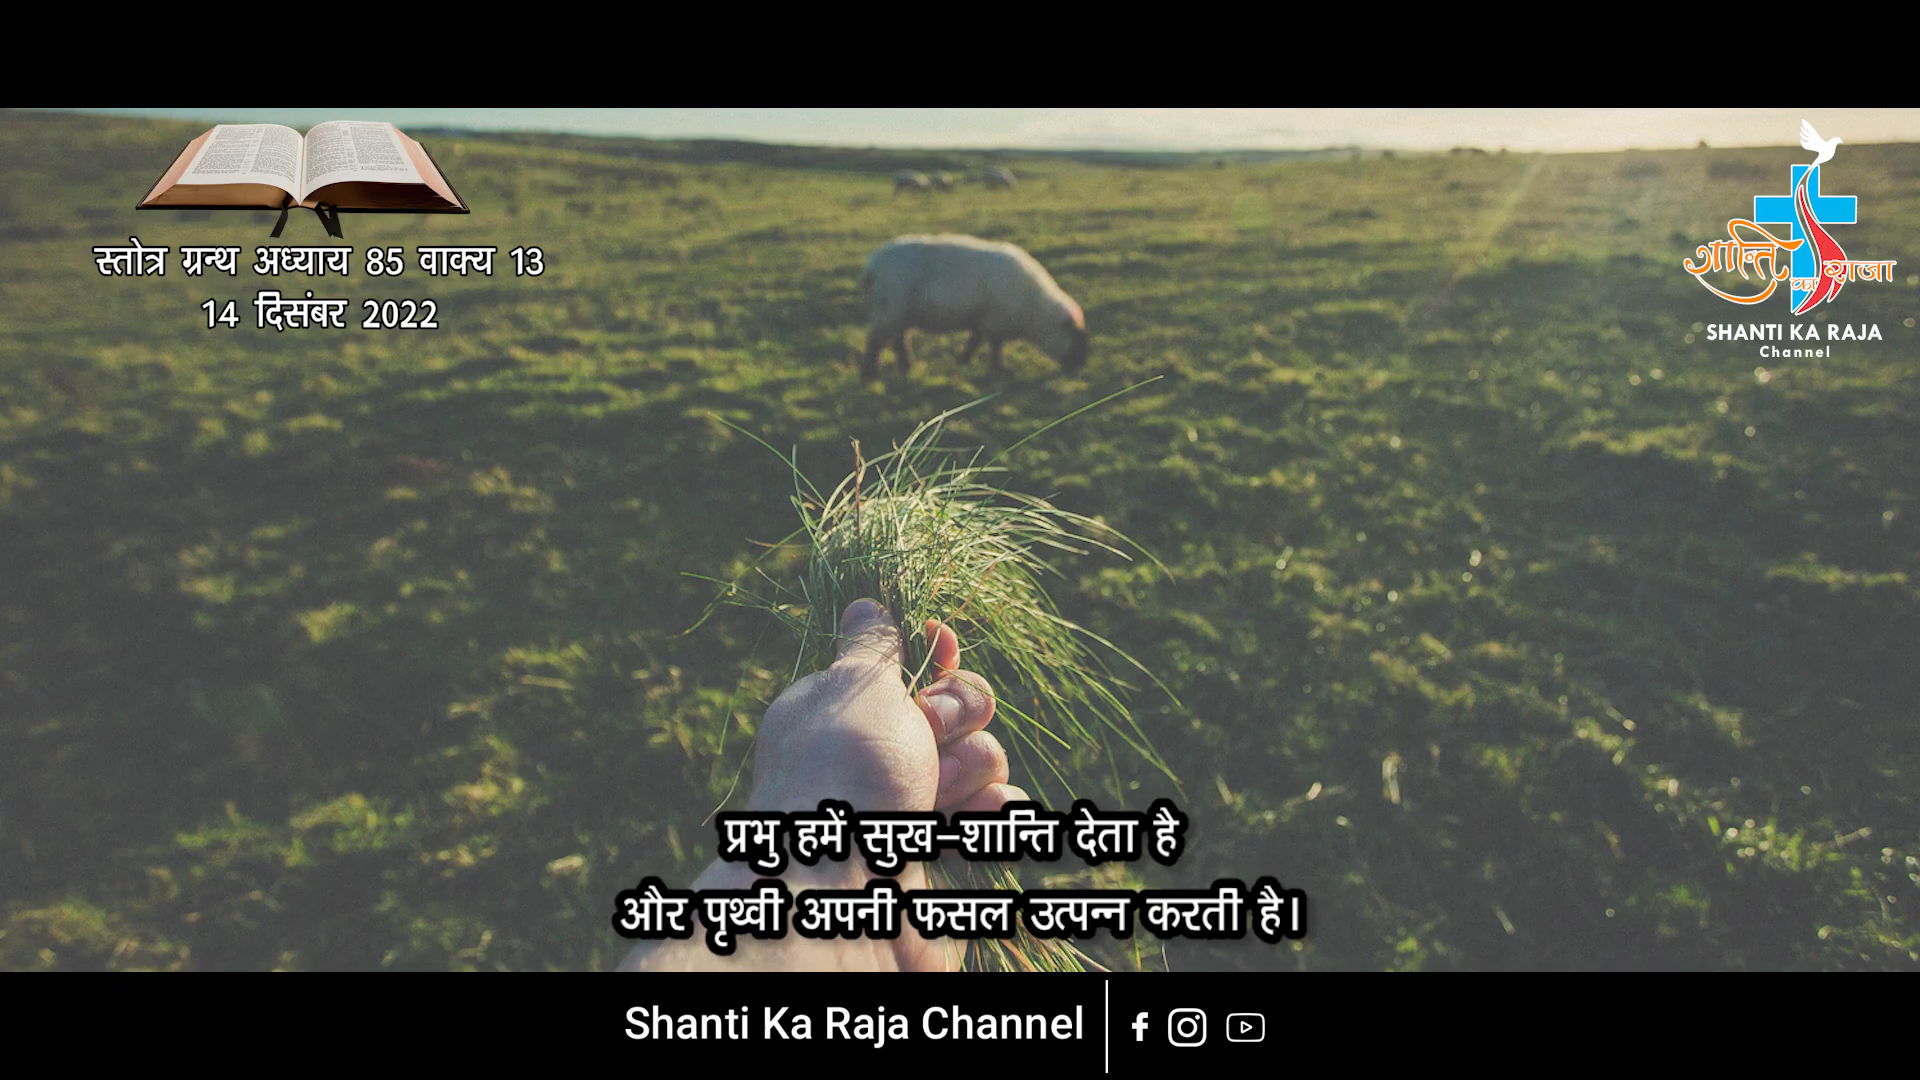 स्तोत्र ग्रन्थ अध्याय 85 वाक्य 13
14 दिसंबर 2022
शान्ति का राजा
SHANTI KA RAJA
Channel
प्रभु हमें सुख-शान्ति देता है
और पृथ्वी अपनी फसल उत्पन्न करती है।
Shanti Ka Raja Channel